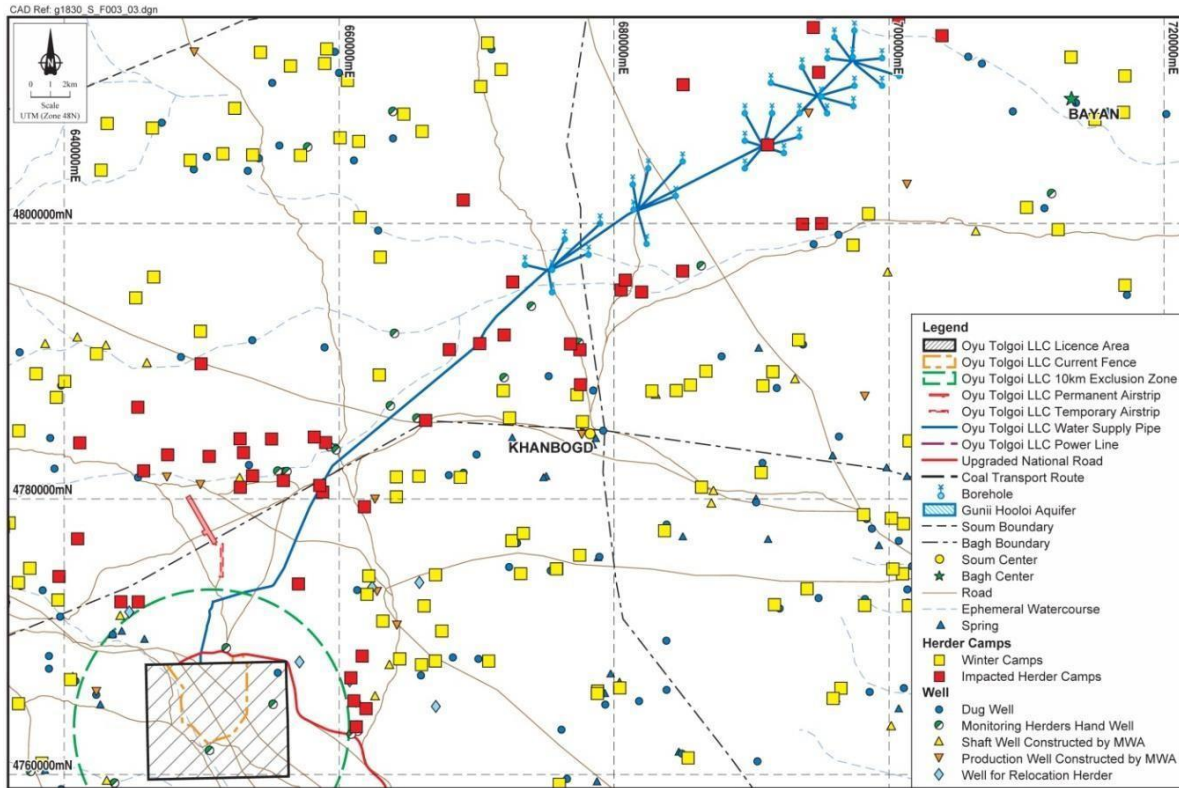 CAD Ref: g1830_S_F003_03.dgn
N
0 1 2km
Scale
UTM (Zone 48N)
640000mE
660000mE
680000mE
700000mE
720000mE
BAYAN
4800000mN
KHANBOGD
4780000mN
4760000mN
Legend
Oyu Tolgoi LLC Licence Area
Oyu Tolgoi LLC Current Fence
Oyu Tolgoi LLC 10km Exclusion Zone
Oyu Tolgoi LLC Permanent Airstrip
Oyu Tolgoi LLC Temporary Airstrip
Oyu Tolgoi LLC Water Supply Pipe
Oyu Tolgoi LLC Power Line
Upgraded National Road
Coal Transport Route
Borehole
Gunii Hooloi Aquifer
Soum Boundary
Bagh Boundary
Soum Center
Bagh Center
Road
Ephemeral Watercourse
Spring
Herder Camps
Winter Camps
Impacted Herder Camps
Well
Dug Well
Monitoring Herders Hand Well
Shaft Well Constructed by MWA
Production Well Constructed by MWA
Well for Relocation Herder